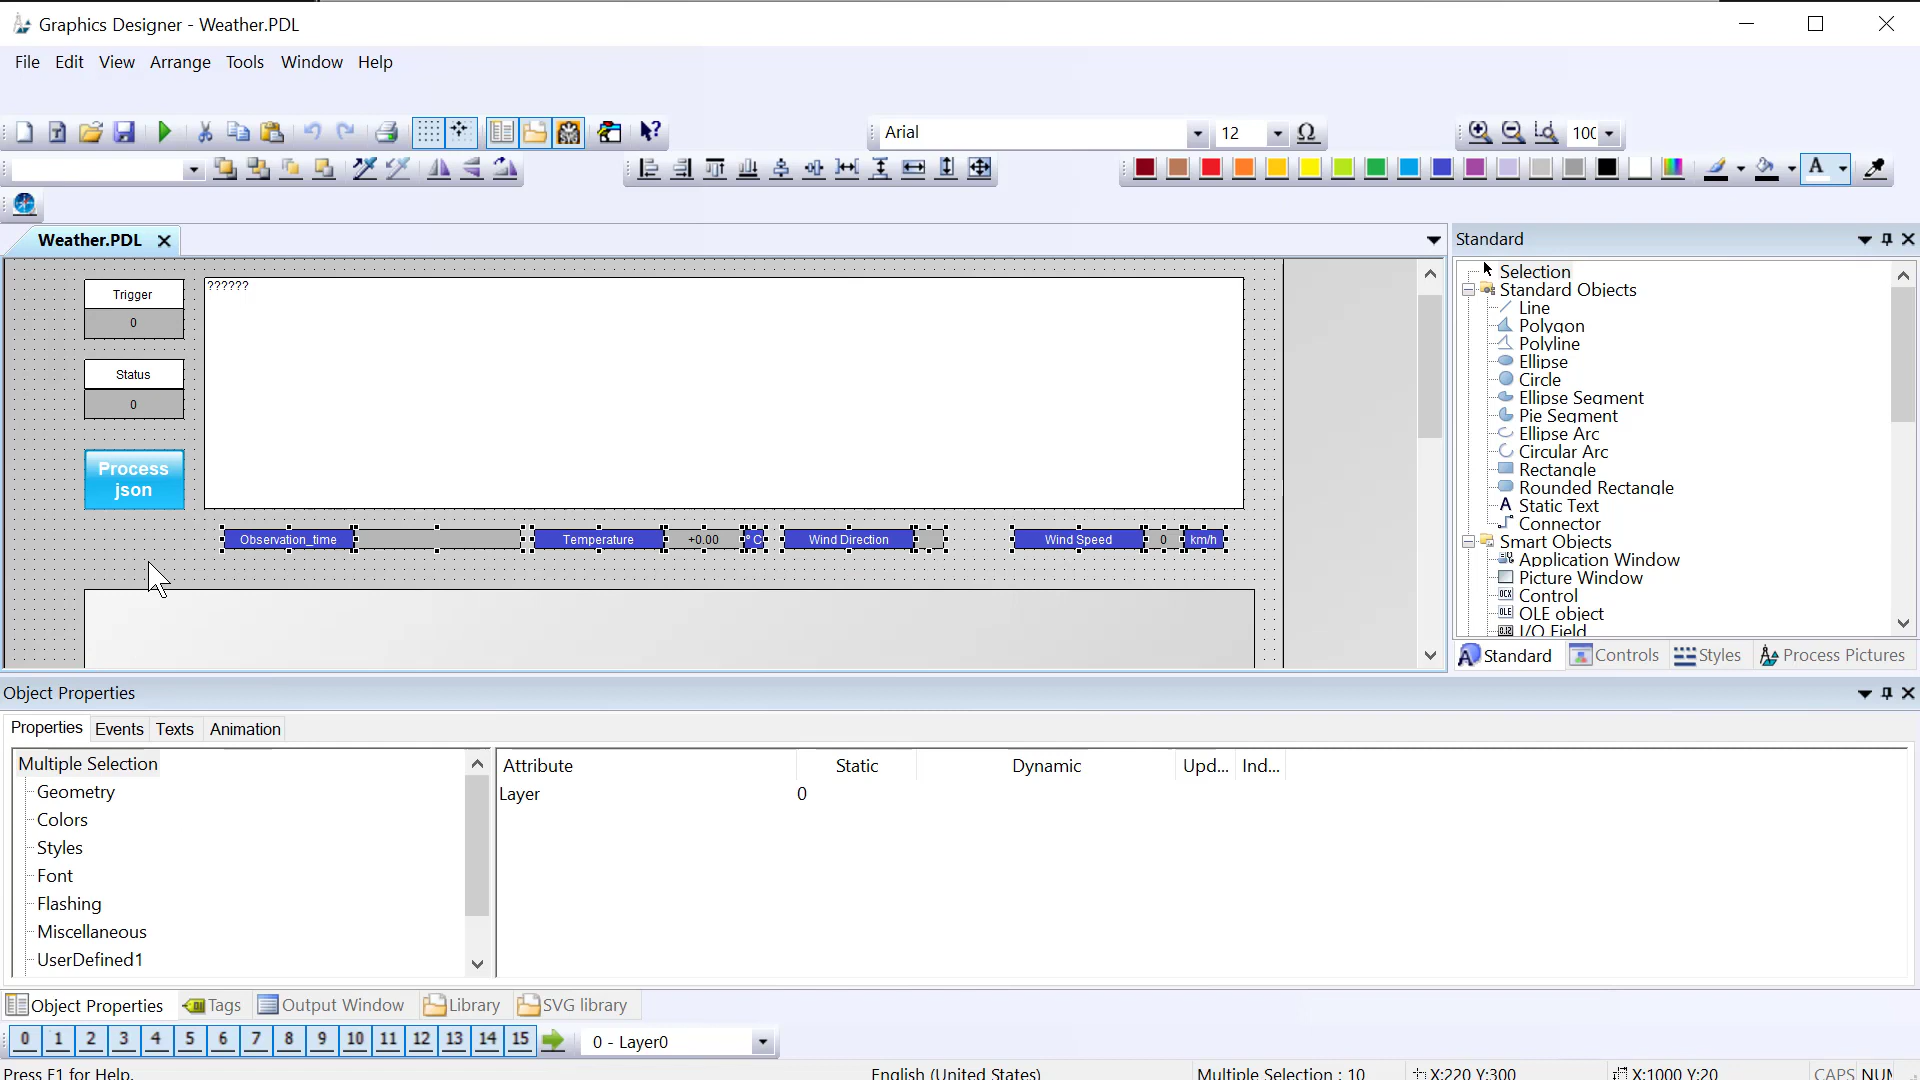 Graphics Designer - Weather.PDL
File Edit View Arrange Tools Window Help
Arial 12 100
Weather.PDL
Standard
Trigger
0
Status
0
Process
json
??????
Observation_time Temperature +0.00 ° C Wind Direction Wind Speed 0 km/h
Selection
Standard Objects
Line
Polygon
Polyline
Ellipse
Circle
Ellipse Segment
Pie Segment
Ellipse Arc
Circular Arc
Rectangle
Rounded Rectangle
Static Text
Connector
Smart Objects
Application Window
Picture Window
Control
OLE object
I/O Field
Standard Controls Styles Process Pictures
Object Properties
Properties Events Texts Animation
Multiple Selection
Geometry
Colors
Styles
Font
Flashing
Miscellaneous
UserDefined1
Attribute Static Dynamic Upd... Ind...
Layer 0
Object Properties Tags Output Window Library SVG library
0 1 2 3 4 5 6 7 8 9 10 11 12 13 14 15 0 - Layer0
Press F1 for Help. English (United States) Multiple Selection : 10 X:220 Y:300 X:1000 Y:20 CAPS NUM